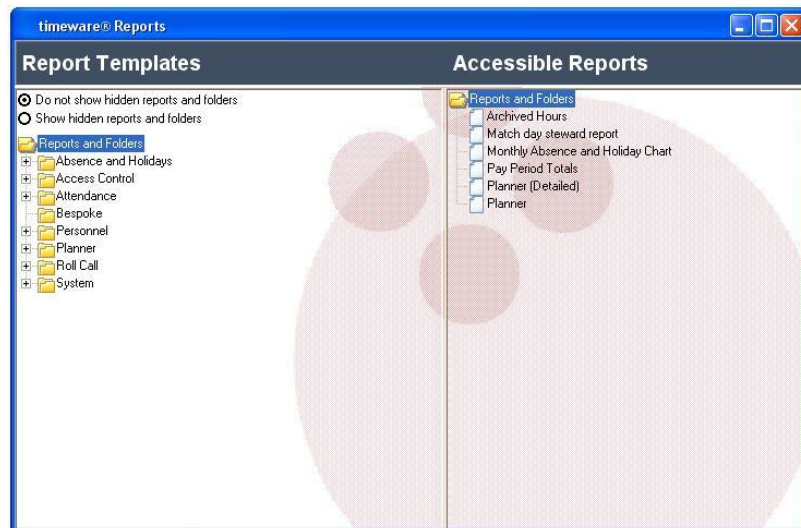 timeware® Reports
Report Templates
Accessible Reports
Do not show hidden reports and folders
Show hidden reports and folders
Reports and Folders
Absence and Holidays
Access Control
Attendance
Bespoke
Personnel
Planner
Roll Call
System
Reports and Folders
Archived Hours
Match day steward report
Monthly Absence and Holiday Chart
Pay Period Totals
Planner (Detailed)
Planner